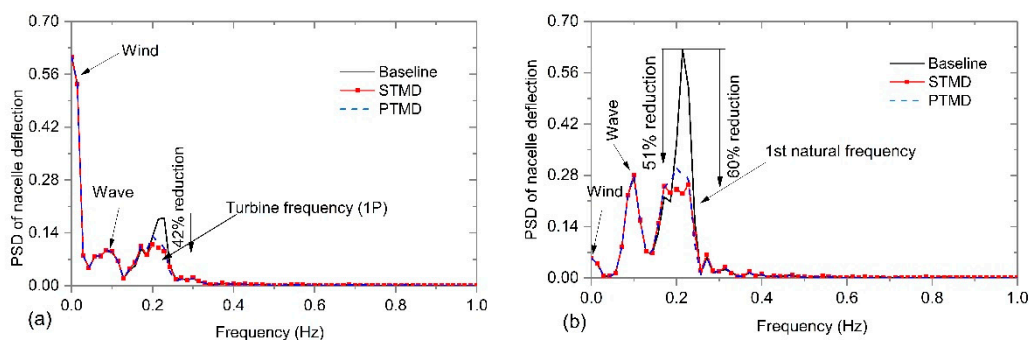 0.70
0.56
0.42
0.28
0.14
0.00
PSD of nacelle deflection
Wind
Wave
Baseline
STMD
PTMD
42% reduction
Turbine frequency (1P)
0.0 0.2 0.4 0.6 0.8 1.0
(a)
Frequency (Hz)
0.70
0.56
0.42
0.28
0.14
0.00
PSD of nacelle deflection
Wind
Wave
51% reduction
60% reduction
Baseline
STMD
PTMD
1st natural frequency
0.0 0.2 0.4 0.6 0.8 1.0
(b)
Frequency (Hz)